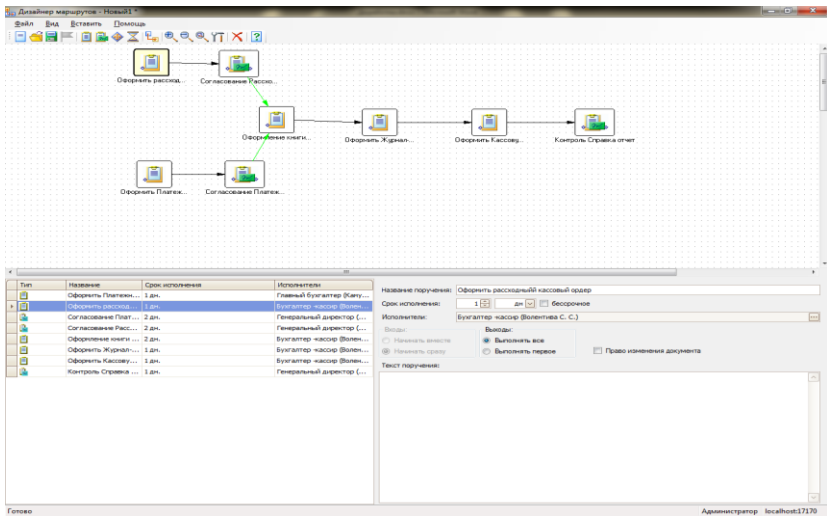 Дизайнер маршрутов - Новый1 *
Файл Вид Вставить Помощь
Оформить расход... Согласование Расхо...
Оформление книги... Оформить Журнал-... Оформить Кассову... Контроль Справка отчет
Оформить Платеж... Согласование Платеж...
Тип Название Срок исполнения Исполнители
Оформить Платежн... 1 дн. Главный бухгалтер (Кану...
Оформить расход... 1 дн. Бухгалтер -кассир (Волен...
Согласование Плат... 2 дн. Генеральный директор (...
Согласование Расс... 2 дн. Генеральный директор (...
Оформление книги ... 2 дн. Бухгалтер -кассир (Волен...
Оформить Журнал-... 1 дн. Бухгалтер -кассир (Волен...
Оформить Кассову... 1 дн. Бухгалтер -кассир (Волен...
Контроль Справка ... 1 дн. Генеральный директор (...
Название поручения: Оформить рассходныйй кассовый ордер
Срок исполнения: 1 дн бессрочное
Исполнители: Бухгалтер -кассир (Волентива С. С.)
Входы: Выходы:
Начинать вместе Выполнять все
Начинать сразу Выполнять первое Право изменения документа
Текст поручения:
Готово Администратор localhost:17170